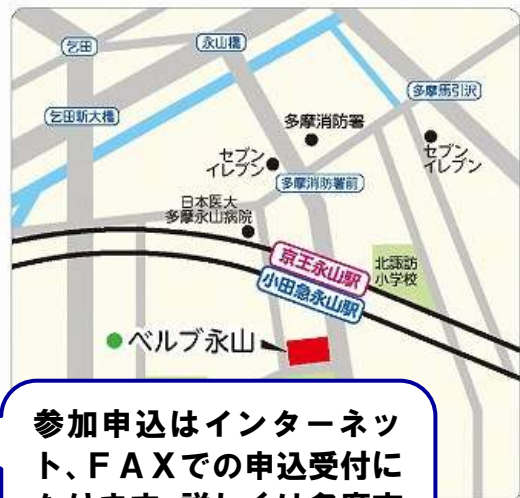 乞田
永山橋
多摩馬引沢
乞田新大橋
多摩消防署
セブン
イレブン
セブン
イレブン
多摩消防署前
日本医大
多摩永山病院
京王永山駅
小田急永山駅
北諏訪
小学校
ベルブ永山
参加申込はインターネッ
ト、ＦＡＸでの申込受付に